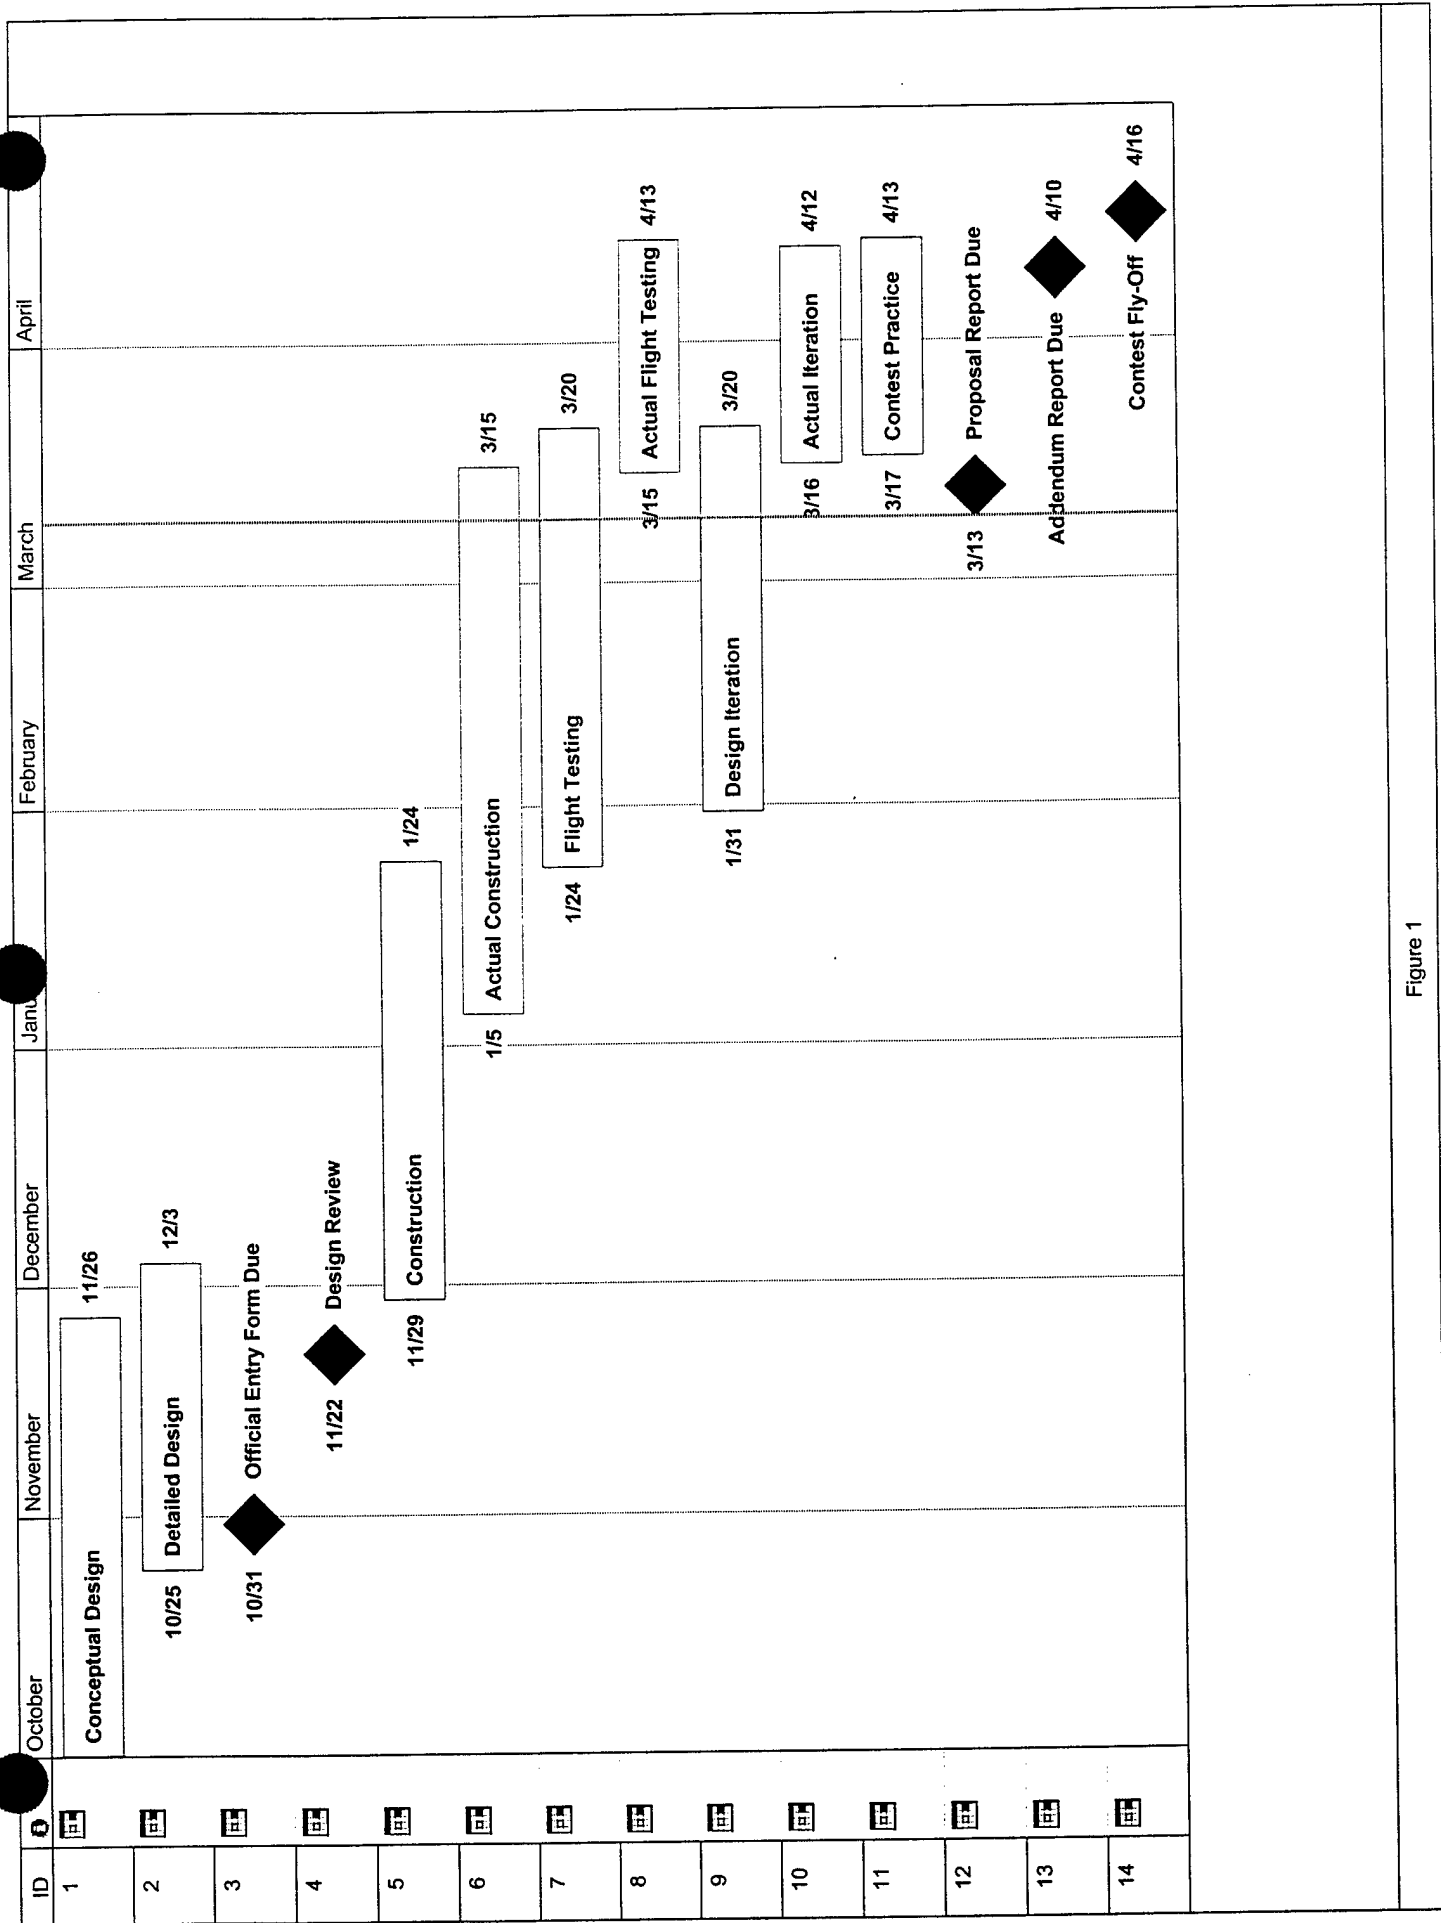 ID
October
November
December
Janu
February
March
April
1
Conceptual Design
11/26
2
10/25
Detailed Design
12/3
3
10/31
Official Entry Form Due
4
11/22
Design Review
5
11/29
Construction
1/24
6
1/5
Actual Construction
3/15
7
1/24
Flight Testing
3/20
8
3/15
Actual Flight Testing
4/13
9
1/31
Design Iteration
3/20
10
3/16
Actual Iteration
4/12
11
3/17
Contest Practice
4/13
12
3/13
Proposal Report Due
13
Addendum Report Due
4/10
14
Contest Fly-Off
4/16
Figure 1